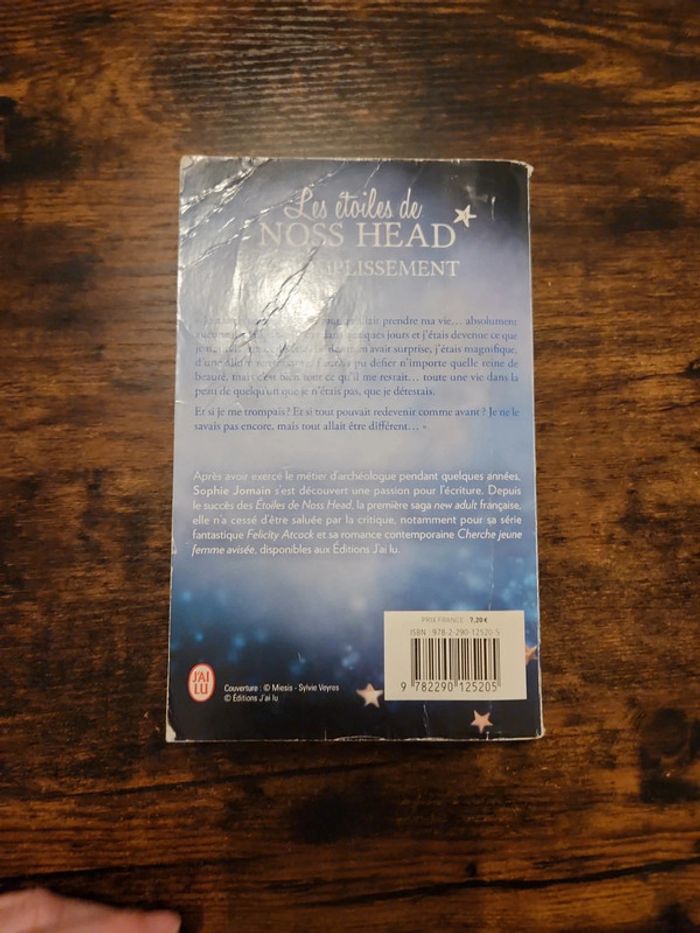 Les étoiles de
NOSS HEAD
PLISSEMENT
prendre ma vie… absolument
jours et j'étais devenue ce que
avait surprise, j'étais magnifique,
pu défier n'importe quelle reine de
beauté, mais c'est bien tout ce qu'il me restait… toute une vie dans la
peau de quelqu'un que je n'étais pas, que je détestais.
Et si je me trompais ? Et si tout pouvait redevenir comme avant ? Je ne le
savais pas encore, mais tout allait être différent… »
Après avoir exercé le métier d'archéologue pendant quelques années,
Sophie Jomain s'est découvert une passion pour l'écriture. Depuis
le succès des Étoiles de Noss Head, la première saga new adult française,
elle n'a cessé d'être saluée par la critique, notamment pour sa série
fantastique Felicity Atcock et sa romance contemporaine Cherche jeune
femme avisée, disponibles aux Éditions J'ai lu.
PRIX FRANCE : 7,20 €
ISBN : 978-2-290-12520-5
9 782290 125205
J'AI
LU
Couverture : © Miesis - Sylvie Veyres
© Éditions J'ai lu